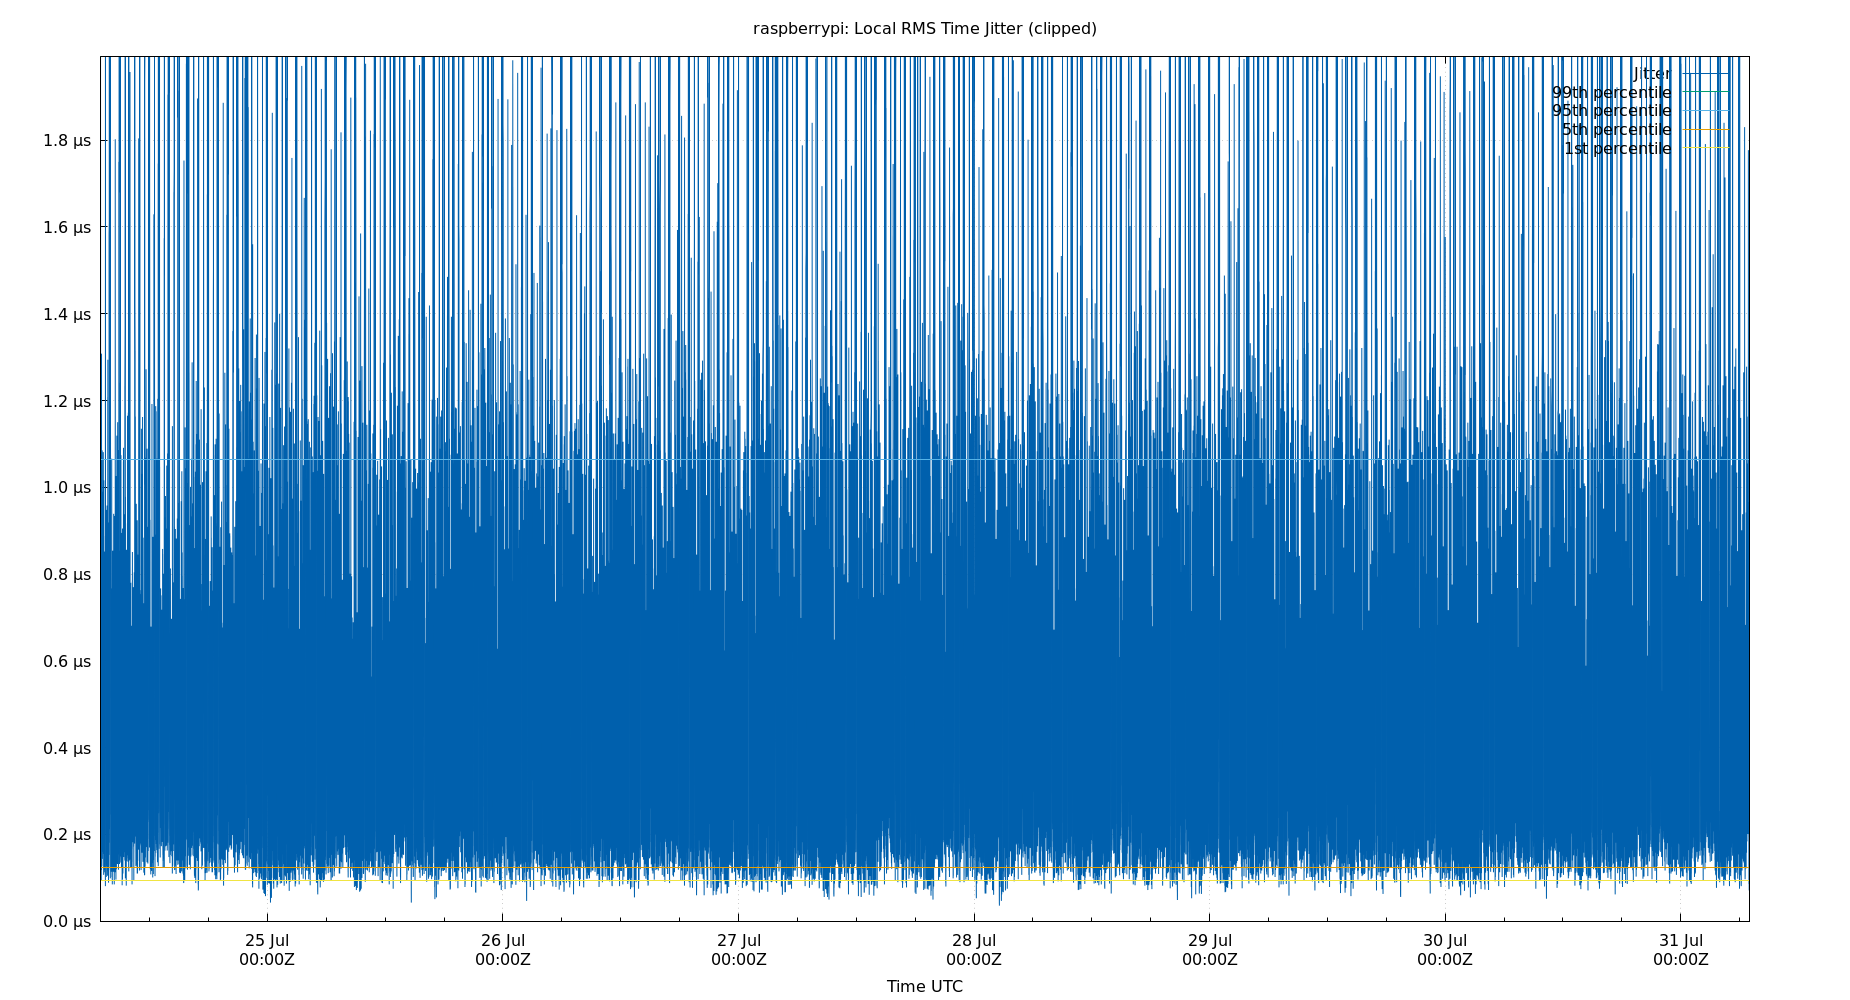 raspberrypi: Local RMS Time Jitter (clipped)
Jitter
99th percentile
95th percentile
5th percentile
1st percentile
1.8 µs
1.6 µs
1.4 µs
1.2 µs
1.0 µs
0.8 µs
0.6 µs
0.4 µs
0.2 µs
0.0 µs
25 Jul 26 Jul 27 Jul 28 Jul 29 Jul 30 Jul 31 Jul
00:00Z 00:00Z 00:00Z 00:00Z 00:00Z 00:00Z 00:00Z
Time UTC